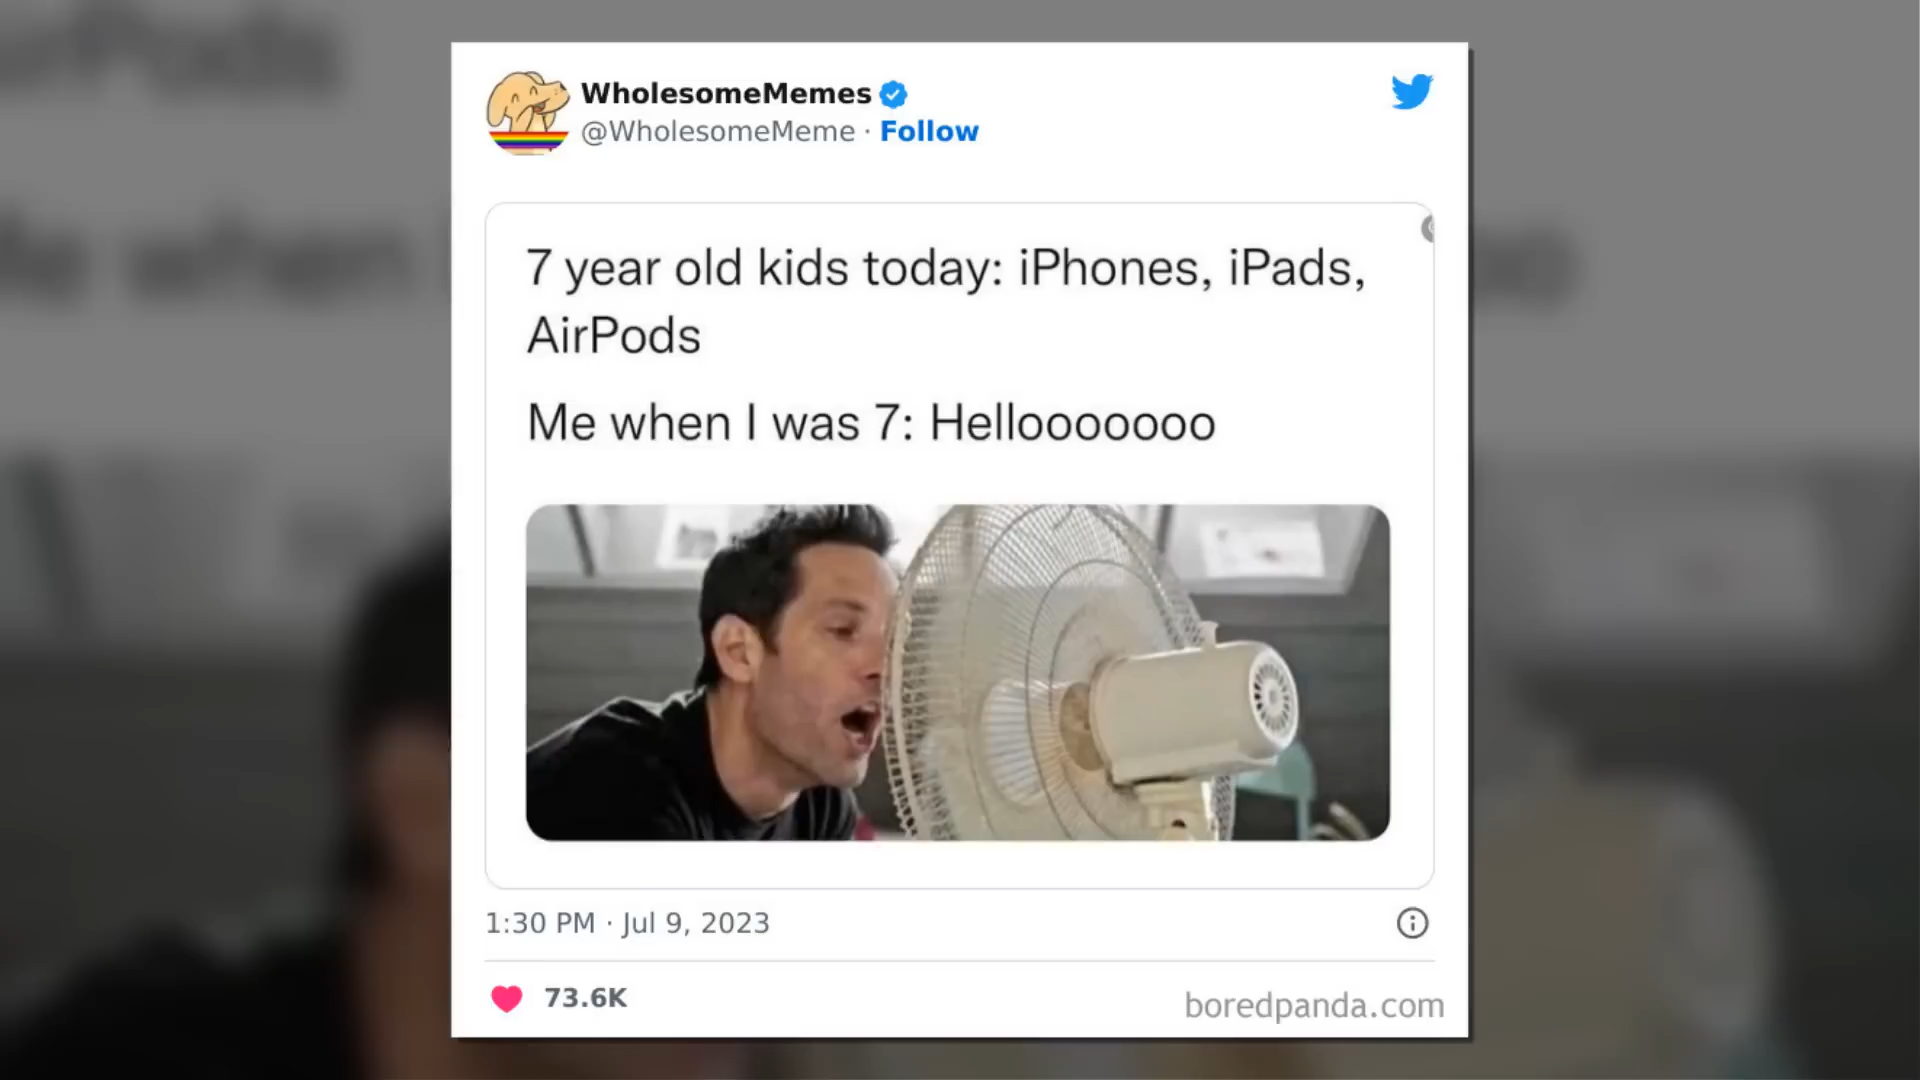 WholesomeMemes
@WholesomeMeme · Follow
7 year old kids today: iPhones, iPads,
AirPods
Me when I was 7: Hellooooooo
1:30 PM · Jul 9, 2023
73.6K
boredpanda.com